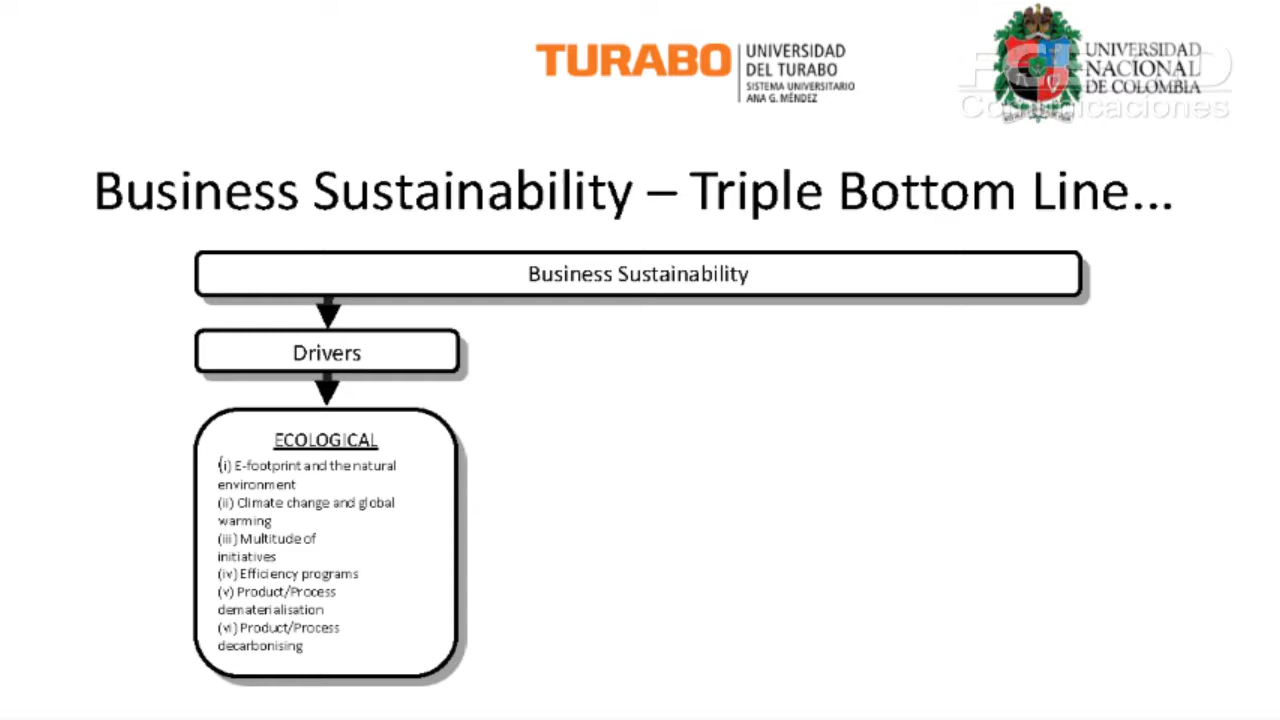 TURABO
UNIVERSIDAD
DEL TURABO
SISTEMA UNIVERSITARIO
ANA G. MÉNDEZ
UNIVERSIDAD
NACIONAL
DE COLOMBIA
Comunicaciones
Business Sustainability – Triple Bottom Line...
Business Sustainability
Drivers
ECOLOGICAL
(i) E-footprint and the natural
environment
(ii) Climate change and global
warming
(iii) Multitude of
initiatives
(iv) Efficiency programs
(v) Product/Process
dematerialisation
(vi) Product/Process
decarbonising